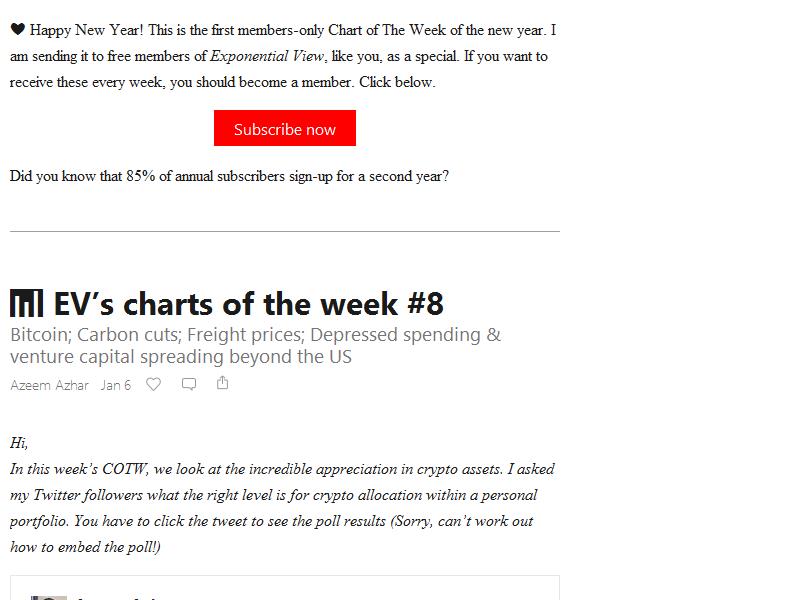 🖤 Happy New Year! This is the first members-only Chart of The Week of the new year. I
am sending it to free members of Exponential View, like you, as a special. If you want to
receive these every week, you should become a member. Click below.
Subscribe now
Did you know that 85% of annual subscribers sign-up for a second year?
EV’s charts of the week #8
Bitcoin; Carbon cuts; Freight prices; Depressed spending &
venture capital spreading beyond the US
Azeem Azhar Jan 6
Hi,
In this week’s COTW, we look at the incredible appreciation in crypto assets. I asked
my Twitter followers what the right level is for crypto allocation within a personal
portfolio. You have to click the tweet to see the poll results (Sorry, can’t work out
how to embed the poll!)